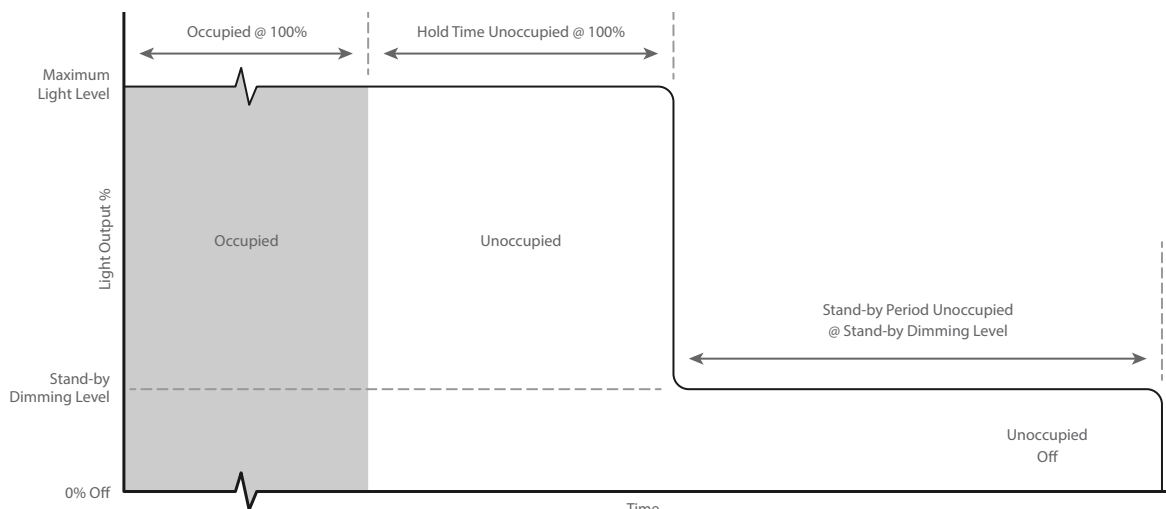 Occupied @ 100%
Hold Time Unoccupied @ 100%
Maximum
Light Level
Light Output %
Occupied
Unoccupied
Stand-by Period Unoccupied
@ Stand-by Dimming Level
Stand-by
Dimming Level
Unoccupied
Off
0% Off
Time